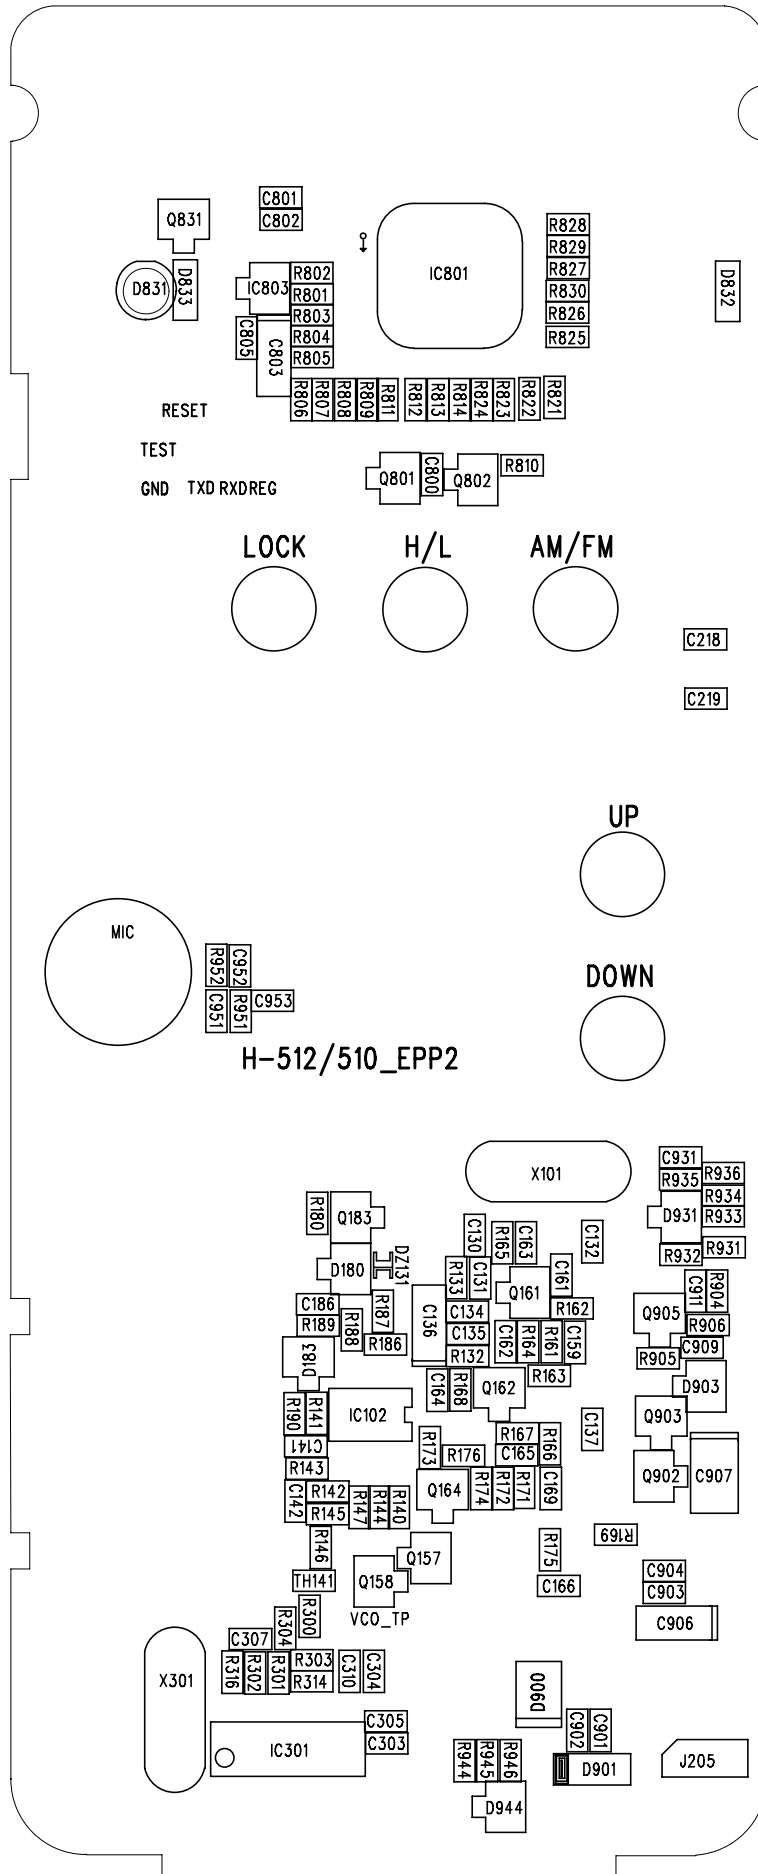 C801
C802
Q831
R828
R829
R827
R830
R826
R825
IC801
D831
D833
IC803
R802
R801
R803
R804
R805
C805
C803
D832
R806
R807
R808
R809
R811
R812
R813
R814
R824
R823
R822
R821
RESET
TEST
GND TXD RXD REG
Q801
C800
Q802
R810
LOCK
H/L
AM/FM
C218
C219
UP
MIC
R952
C952
C951
R951
C953
DOWN
H-512/510_EPP2
X101
C931
R935
R936
R934
R933
D931
R932
R931
R180
Q183
D180
DZ131
C130
R165
C163
C132
R133
C131
Q161
C161
R162
C911
R904
C186
R189
R188
R187
R186
C136
C134
C135
R132
C162
R164
R161
C159
Q905
R906
R905
C909
D183
C164
R168
Q162
R163
D903
R190
R141
IC102
Q903
C141
R143
R173
R176
R167
C165
R166
C137
C142
R142
R145
R147
R144
R140
Q164
R174
R172
R171
C169
Q902
C907
R146
TH141
Q158
Q157
VCO_TP
R175
C166
R169
C904
C903
C906
R300
R304
C307
R316
R302
R301
R303
R314
C310
C304
X301
D900
C305
C303
IC301
C902
C901
R944
R945
R946
D901
J205
D944